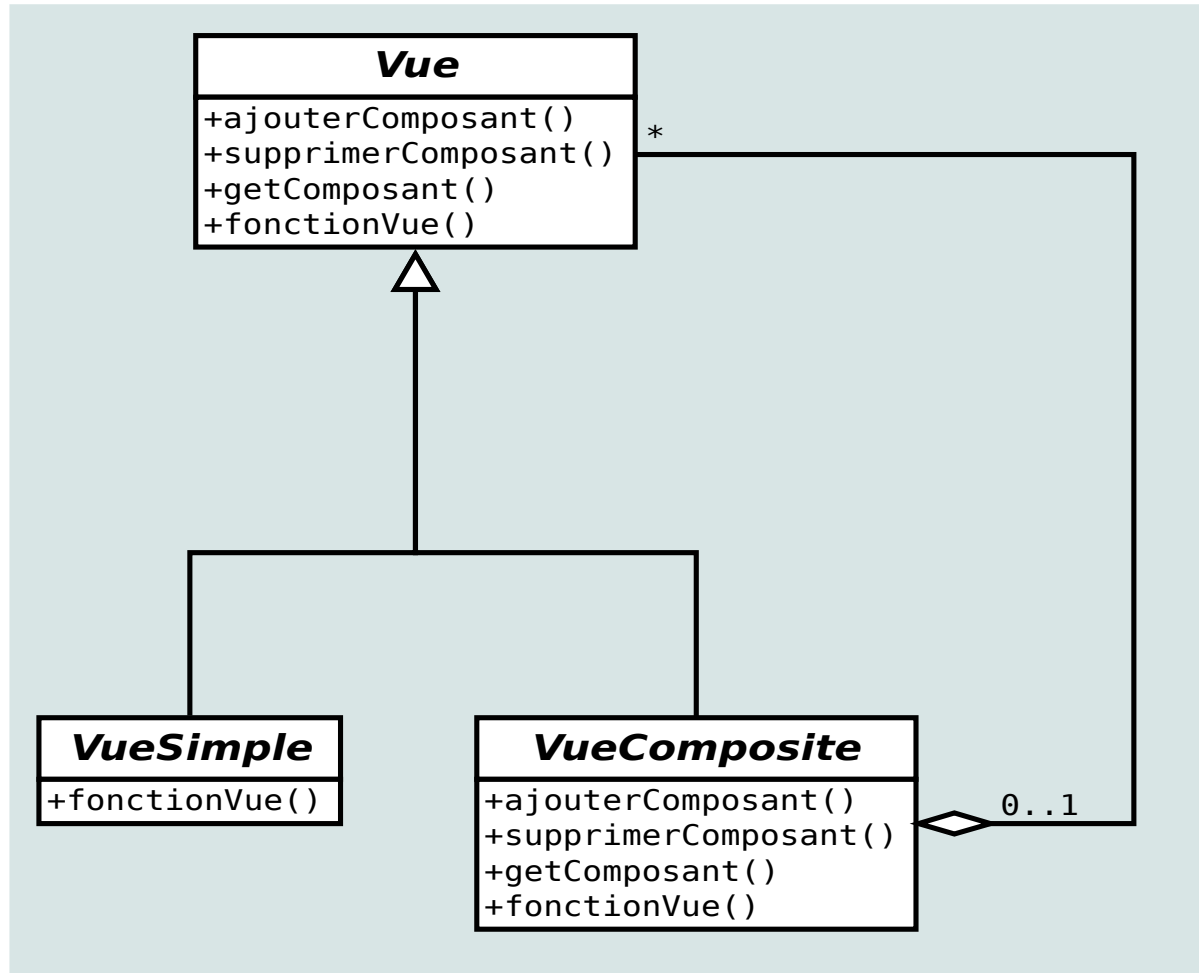 Vue
+ajouterComposant()
+supprimerComposant()
+getComposant()
+fonctionVue()
*
VueSimple
+fonctionVue()
VueComposite
+ajouterComposant()
+supprimerComposant()
+getComposant()
+fonctionVue()
0..1